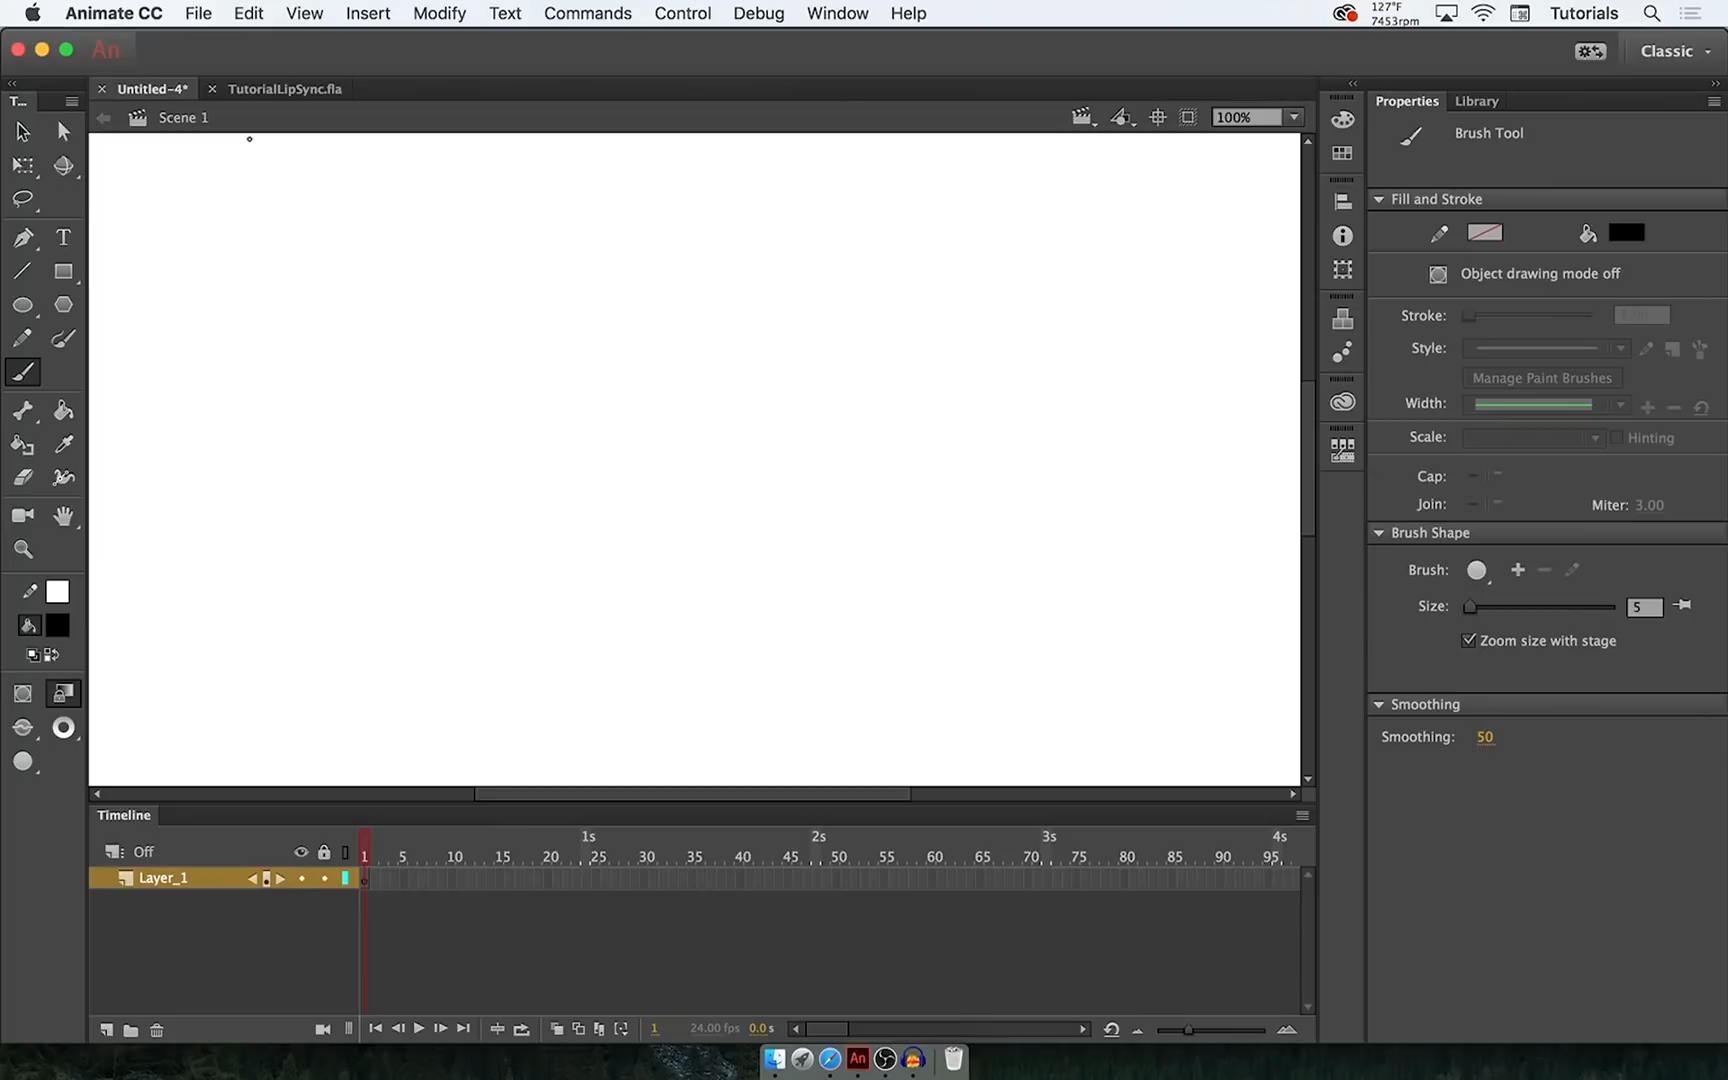 Animate CC File Edit View Insert Modify Text Commands Control Debug Window Help 127°F 7453rpm Tutorials
An Classic
T... Untitled-4* TutorialLipSync.fla Properties Library
Scene 1 100%
Brush Tool
Fill and Stroke
Object drawing mode off
Stroke:
Style:
Manage Paint Brushes
Width:
Scale: Hinting
Cap:
Join: Miter: 3.00
Brush Shape
Brush:
Size: 5
Zoom size with stage
Smoothing
Smoothing: 50
Timeline
1s 2s 3s 4s
Off 1 5 10 15 20 25 30 35 40 45 50 55 60 65 70 75 80 85 90 95
Layer_1
1 24.00 fps 0.0 s
An